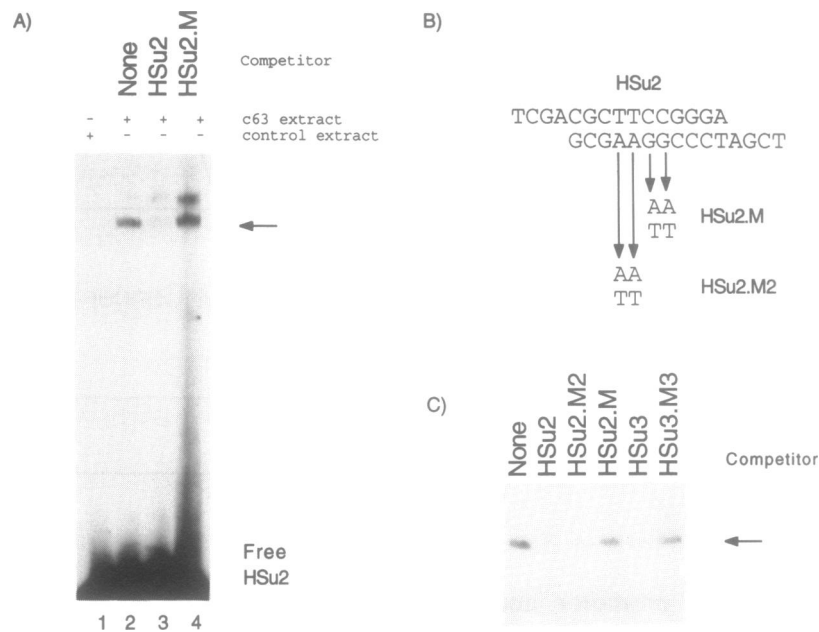 A)
None
HSu2
HSu2.M
Competitor
- + + + c63 extract
+ - - - control extract
Free
HSu2
1 2 3 4
B)
HSu2
TCGACGCTTCCGGGA
GCGAAGGCCCTAGCT
AA
TT
HSu2.M
AA
TT
HSu2.M2
C)
None
HSu2
HSu2.M2
HSu2.M
HSu3
HSu3.M3
Competitor